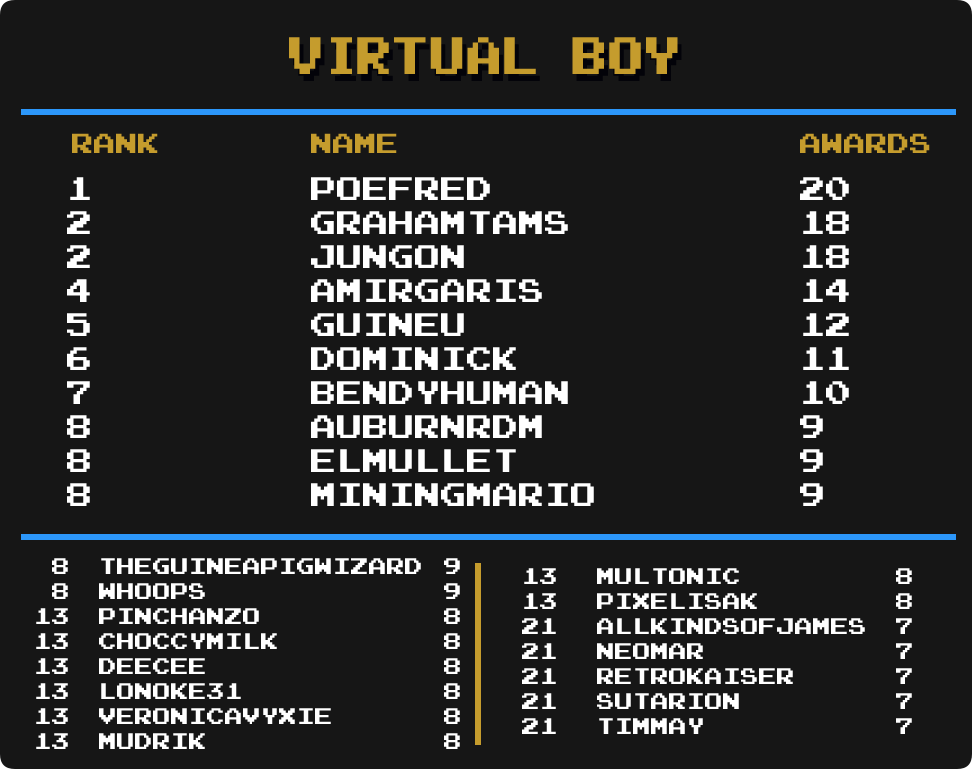 VIRTUAL BOY
RANK NAME AWARDS
1 POEFRED 20
2 GRAHAMTAMS 18
2 JUNGON 18
4 AMIRGARIS 14
5 GUINEU 12
6 DOMINICK 11
7 BENDYHUMAN 10
8 AUBURNRDM 9
8 ELMULLET 9
8 MININGMARIO 9
8 THEGUINEAPIGWIZARD 9
8 WHOOPS 9
13 PINCHANZO 8
13 CHOCCYMILK 8
13 DEECEE 8
13 LONOKE31 8
13 VERONICAVYXIE 8
13 MUDRIK 8
13 MULTONIC 8
13 PIXELISAK 8
21 ALLKINDSOFJAMES 7
21 NEOMAR 7
21 RETROKAISER 7
21 SUTARION 7
21 TIMMAY 7